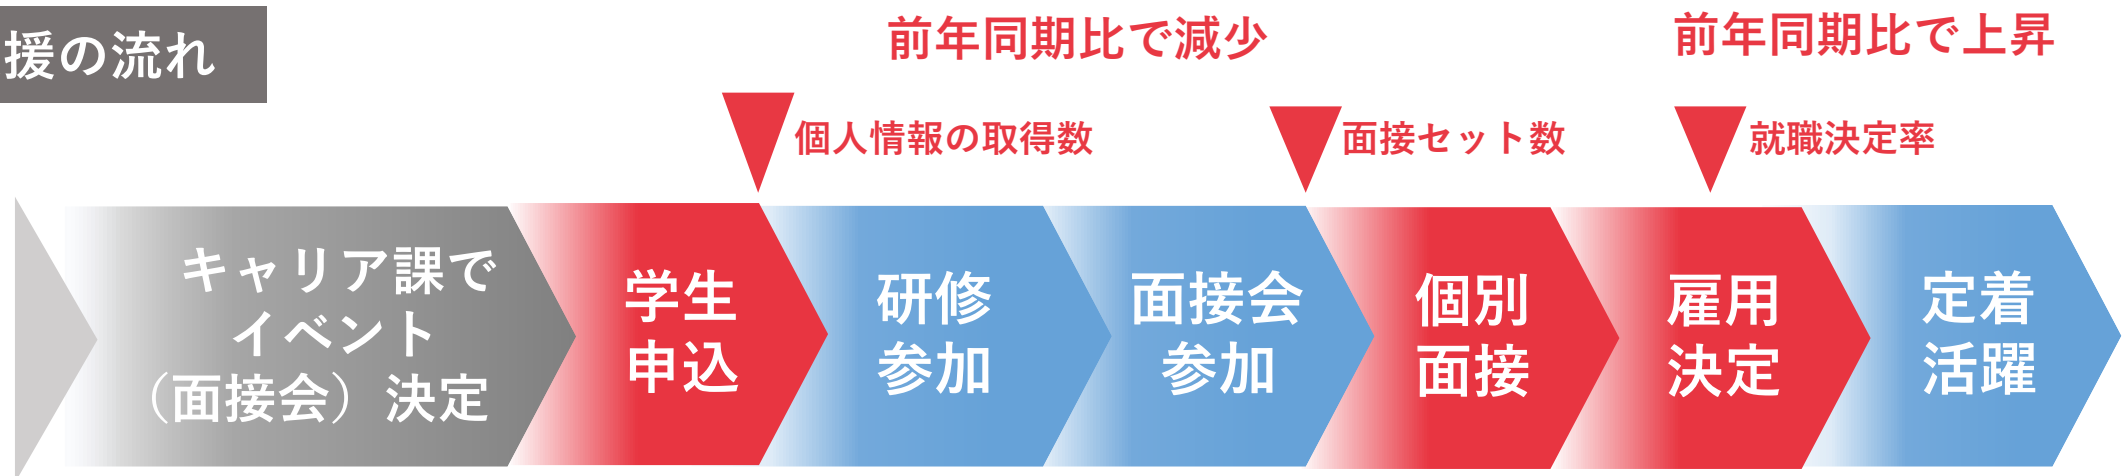 援の流れ
前年同期比で減少
前年同期比で上昇
個人情報の取得数
面接セット数
就職決定率
キャリア課で
イベント
（面接会）決定
学生
申込
研修
参加
面接会
参加
個別
面接
雇用
決定
定着
活躍